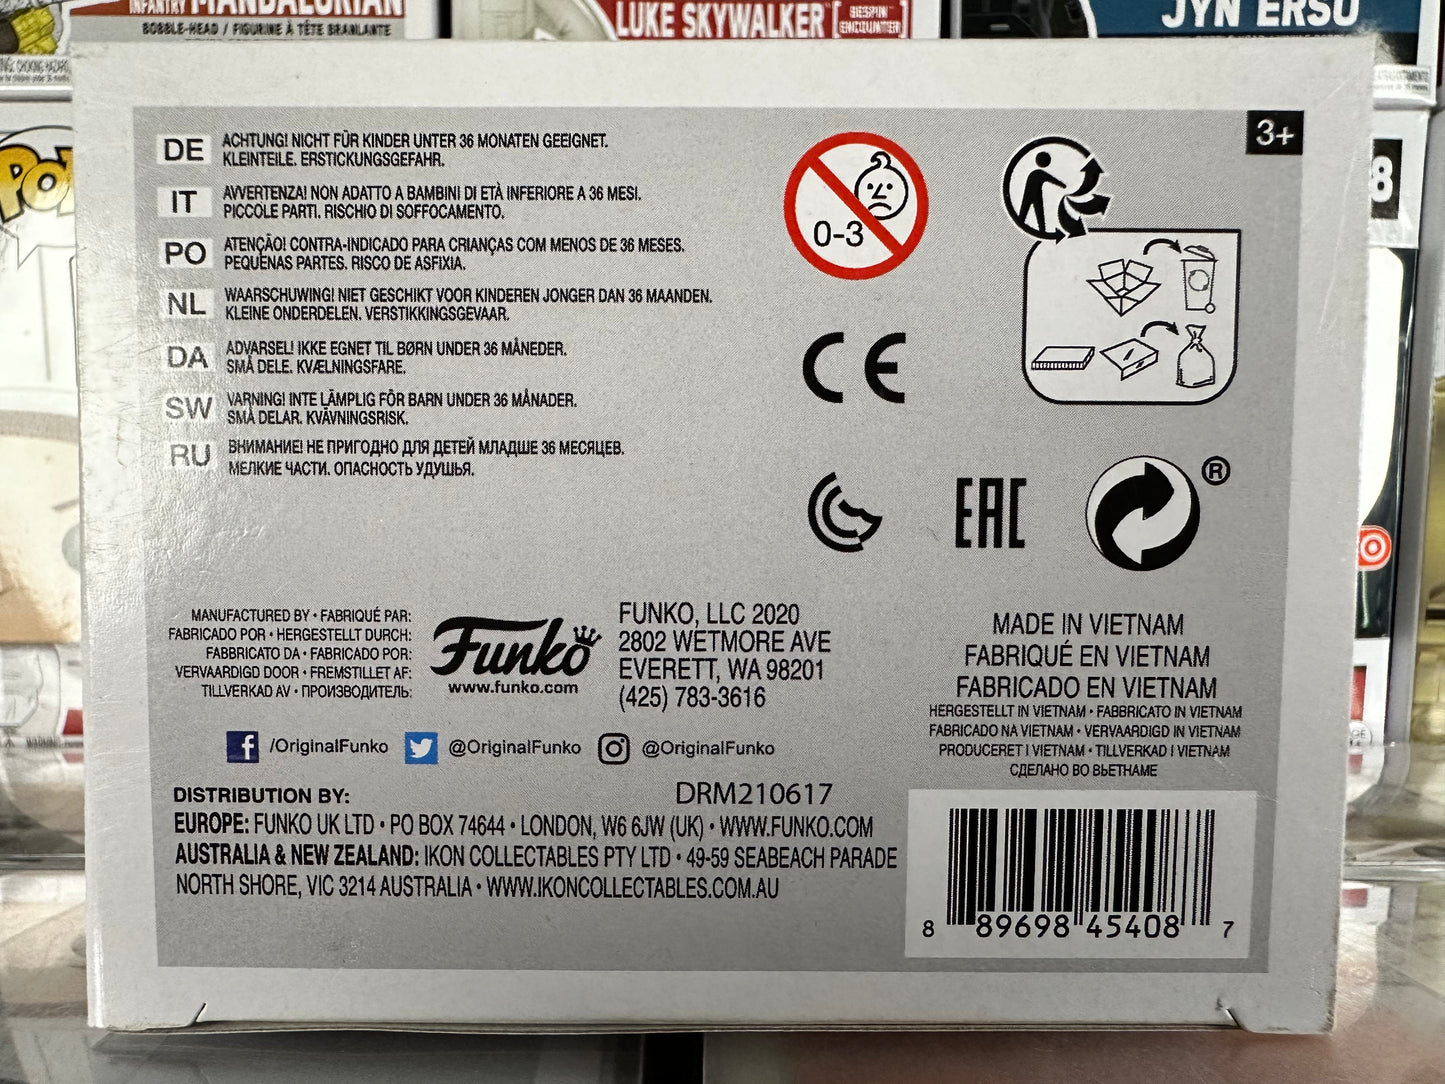 INFANTRY MANDALORIAN
BOBBLE-HEAD / FIGURINE À TÊTE BRANLANTE
LUKE SKYWALKER [BESPIN ENCOUNTER]
JYN ERSO
POP
8
3+
DE ACHTUNG! NICHT FÜR KINDER UNTER 36 MONATEN GEEIGNET.
KLEINTEILE. ERSTICKUNGSGEFAHR.
IT AVVERTENZA! NON ADATTO A BAMBINI DI ETÀ INFERIORE A 36 MESI.
PICCOLE PARTI. RISCHIO DI SOFFOCAMENTO.
PO ATENÇÃO! CONTRA-INDICADO PARA CRIANÇAS COM MENOS DE 36 MESES.
PEQUENAS PARTES. RISCO DE ASFIXIA.
NL WAARSCHUWING! NIET GESCHIKT VOOR KINDEREN JONGER DAN 36 MAANDEN.
KLEINE ONDERDELEN. VERSTIKKINGSGEVAAR.
DA ADVARSEL! IKKE EGNET TIL BØRN UNDER 36 MÅNEDER.
SMÅ DELE. KVÆLNINGSFARE.
SW VARNING! INTE LÄMPLIG FÖR BARN UNDER 36 MÅNADER.
SMÅ DELAR. KVÄVNINGSRISK.
RU ВНИМАНИЕ! НЕ ПРИГОДНО ДЛЯ ДЕТЕЙ МЛАДШЕ 36 МЕСЯЦЕВ.
МЕЛКИЕ ЧАСТИ. ОПАСНОСТЬ УДУШЬЯ.
0-3
CE
EAC
®
MANUFACTURED BY • FABRIQUÉ PAR:
FABRICADO POR • HERGESTELLT DURCH:
FABBRICATO DA • FABRICADO POR:
VERVAARDIGD DOOR • FREMSTILLET AF:
TILLVERKAD AV • ПРОИЗВОДИТЕЛЬ:
Funko
www.funko.com
FUNKO, LLC 2020
2802 WETMORE AVE
EVERETT, WA 98201
(425) 783-3616
MADE IN VIETNAM
FABRIQUÉ EN VIETNAM
FABRICADO EN VIETNAM
HERGESTELLT IN VIETNAM • FABBRICATO IN VIETNAM
FABRICADO NA VIETNAM • VERVAARDIGD IN VIETNAM
PRODUCERET I VIETNAM • TILLVERKAD I VIETNAM
СДЕЛАНО ВО ВЬЕТНАМЕ
/OriginalFunko @OriginalFunko @OriginalFunko
DISTRIBUTION BY: DRM210617
EUROPE: FUNKO UK LTD • PO BOX 74644 • LONDON, W6 6JW (UK) • WWW.FUNKO.COM
AUSTRALIA & NEW ZEALAND: IKON COLLECTABLES PTY LTD • 49-59 SEABEACH PARADE
NORTH SHORE, VIC 3214 AUSTRALIA • WWW.IKONCOLLECTABLES.COM.AU
8 89698 45408 7